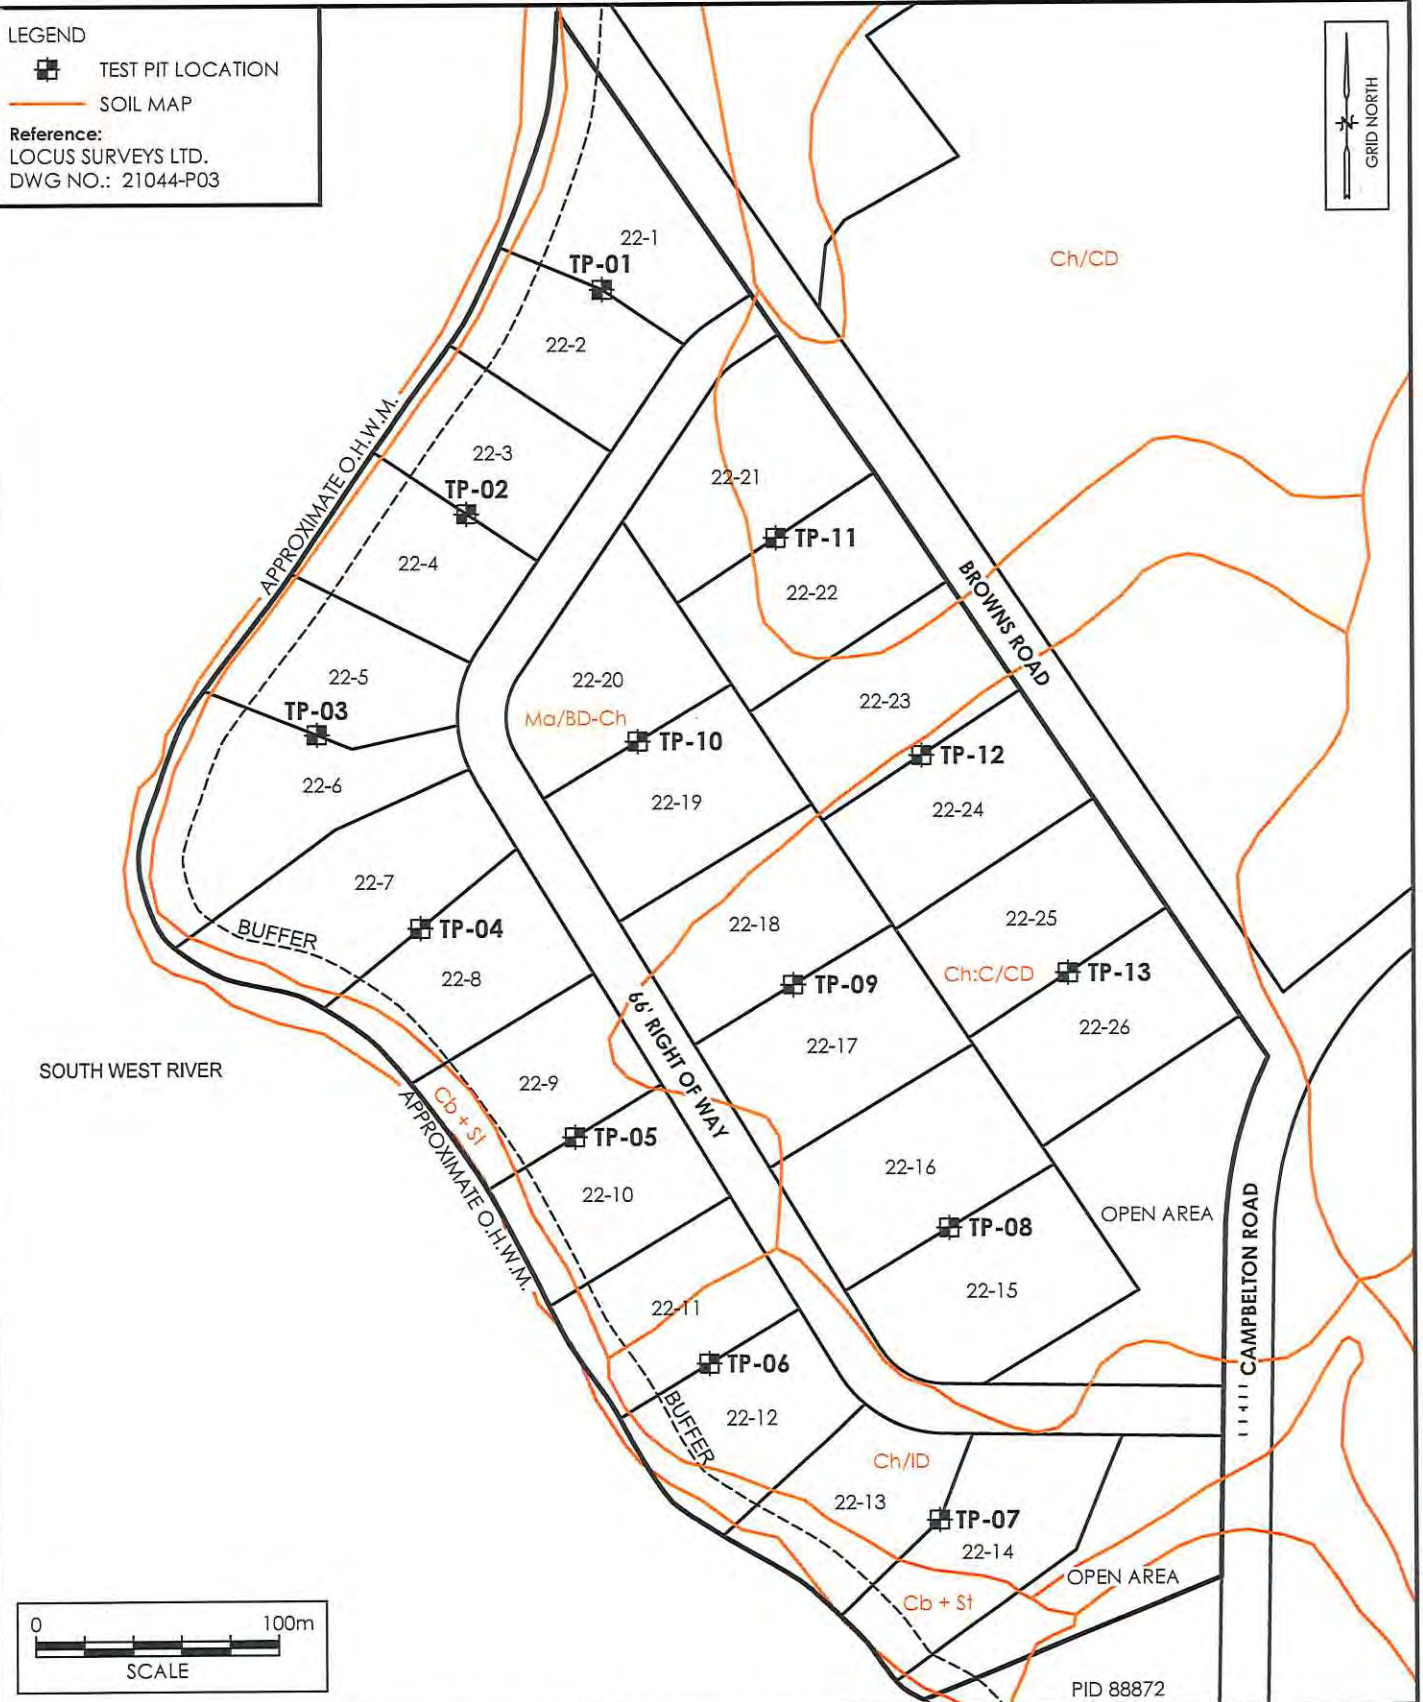 LEGEND
TEST PIT LOCATION
SOIL MAP
Reference:
LOCUS SURVEYS LTD.
DWG NO.: 21044-P03
GRID NORTH
22-1
TP-01
Ch/CD
22-2
APPROXIMATE O.H.W.M.
22-3
TP-02
22-21
TP-11
22-4
22-22
BROWNS ROAD
22-5
22-20
TP-03
Ma/BD-Ch
22-23
TP-10
TP-12
22-6
22-19
22-24
22-7
22-18
22-25
BUFFER
TP-04
22-8
TP-09
Ch:C/CD
TP-13
66' RIGHT OF WAY
22-17
22-26
SOUTH WEST RIVER
22-9
Cb + St
APPROXIMATE O.H.W.M.
TP-05
22-10
22-16
OPEN AREA
TP-08
CAMPBELTON ROAD
22-15
22-11
TP-06
BUFFER
22-12
Ch/ID
22-13
TP-07
22-14
OPEN AREA
Cb + St
0 100m
SCALE
PID 88872